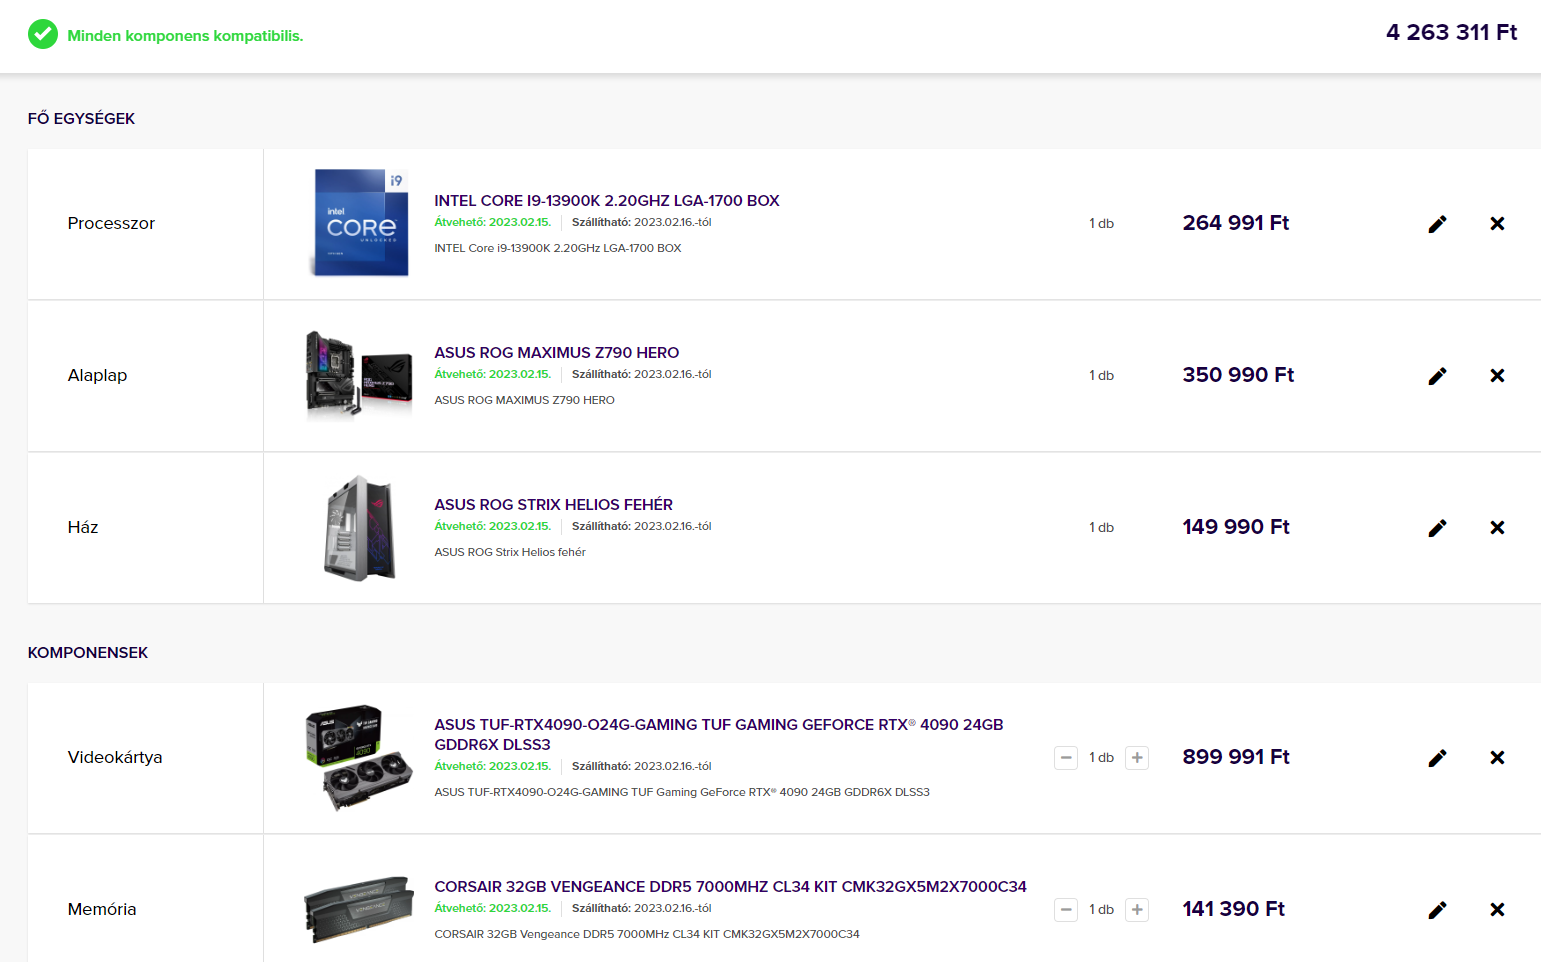 Minden komponens kompatibilis.
4 263 311 Ft
FŐ EGYSÉGEK
Processzor
i9
intel
CORE
UNLOCKED
INTEL CORE I9-13900K 2.20GHZ LGA-1700 BOX
Átvehető: 2023.02.15. Szállítható: 2023.02.16.-tól
INTEL Core i9-13900K 2.20GHz LGA-1700 BOX
1 db
264 991 Ft
Alaplap
ASUS ROG MAXIMUS Z790 HERO
Átvehető: 2023.02.15. Szállítható: 2023.02.16.-tól
ASUS ROG MAXIMUS Z790 HERO
1 db
350 990 Ft
Ház
ASUS ROG STRIX HELIOS FEHÉR
Átvehető: 2023.02.15. Szállítható: 2023.02.16.-tól
ASUS ROG Strix Helios fehér
1 db
149 990 Ft
KOMPONENSEK
Videokártya
ASUS
4090
ASUS TUF-RTX4090-O24G-GAMING TUF GAMING GEFORCE RTX® 4090 24GB
GDDR6X DLSS3
Átvehető: 2023.02.15. Szállítható: 2023.02.16.-tól
ASUS TUF-RTX4090-O24G-GAMING TUF Gaming GeForce RTX® 4090 24GB GDDR6X DLSS3
1 db
899 991 Ft
Memória
VENGEANCE
VENGEANCE
CORSAIR 32GB VENGEANCE DDR5 7000MHZ CL34 KIT CMK32GX5M2X7000C34
Átvehető: 2023.02.15. Szállítható: 2023.02.16.-tól
CORSAIR 32GB Vengeance DDR5 7000MHz CL34 KIT CMK32GX5M2X7000C34
1 db
141 390 Ft